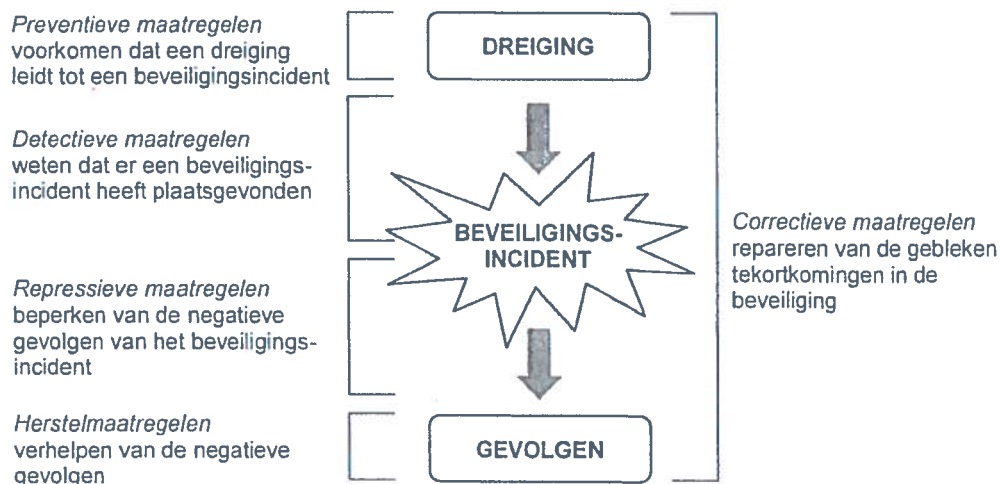 Preventieve maatregelen
voorkomen dat een dreiging
leidt tot een beveiligingsincident
DREIGING
Detectieve maatregelen
weten dat er een beveiligings-
incident heeft plaatsgevonden
BEVEILIGINGS-
INCIDENT
Correctieve maatregelen
repareren van de gebleken
tekortkomingen in de
beveiliging
Repressieve maatregelen
beperken van de negatieve
gevolgen van het beveiligings-
incident
Herstelmaatregelen
verhelpen van de negatieve
gevolgen
GEVOLGEN